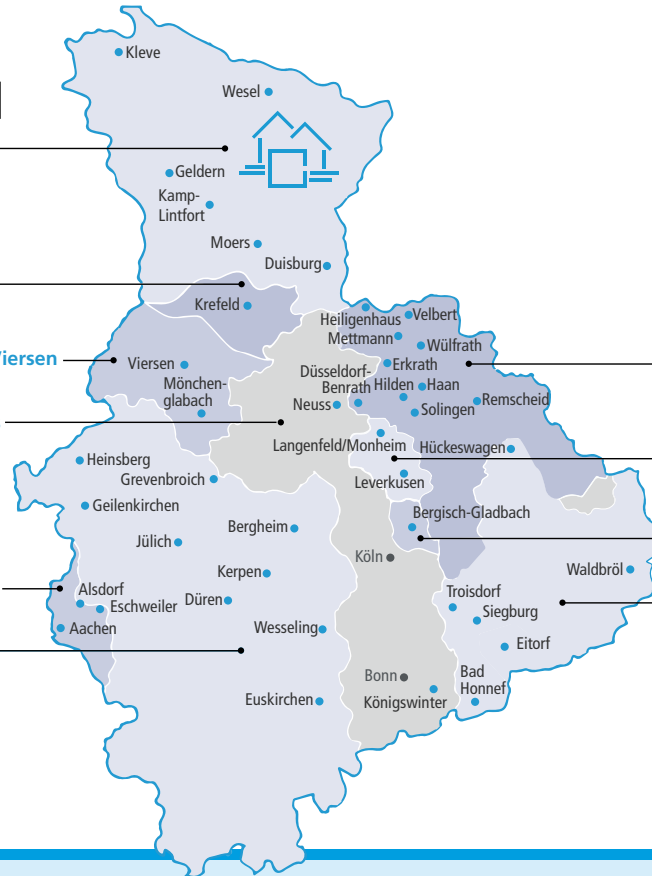 Kleve
Wesel
Geldern
Kamp-
Lintfort
Moers
Duisburg
Krefeld
Heiligenhaus
Velbert
Mettmann
Wülfrath
Viersen
Viersen
Erkrath
Düsseldorf-
Benrath
Hilden
Haan
Mönchen-
glabach
Neuss
Solingen
Remscheid
Langenfeld/Monheim
Hückeswagen
Heinsberg
Grevenbroich
Leverkusen
Geilenkirchen
Bergisch-Gladbach
Bergheim
Jülich
Köln
Waldbröl
Kerpen
Alsdorf
Eschweiler
Düren
Troisdorf
Siegburg
Aachen
Wesseling
Eitorf
Bonn
Bad
Honnef
Königswinter
Euskirchen